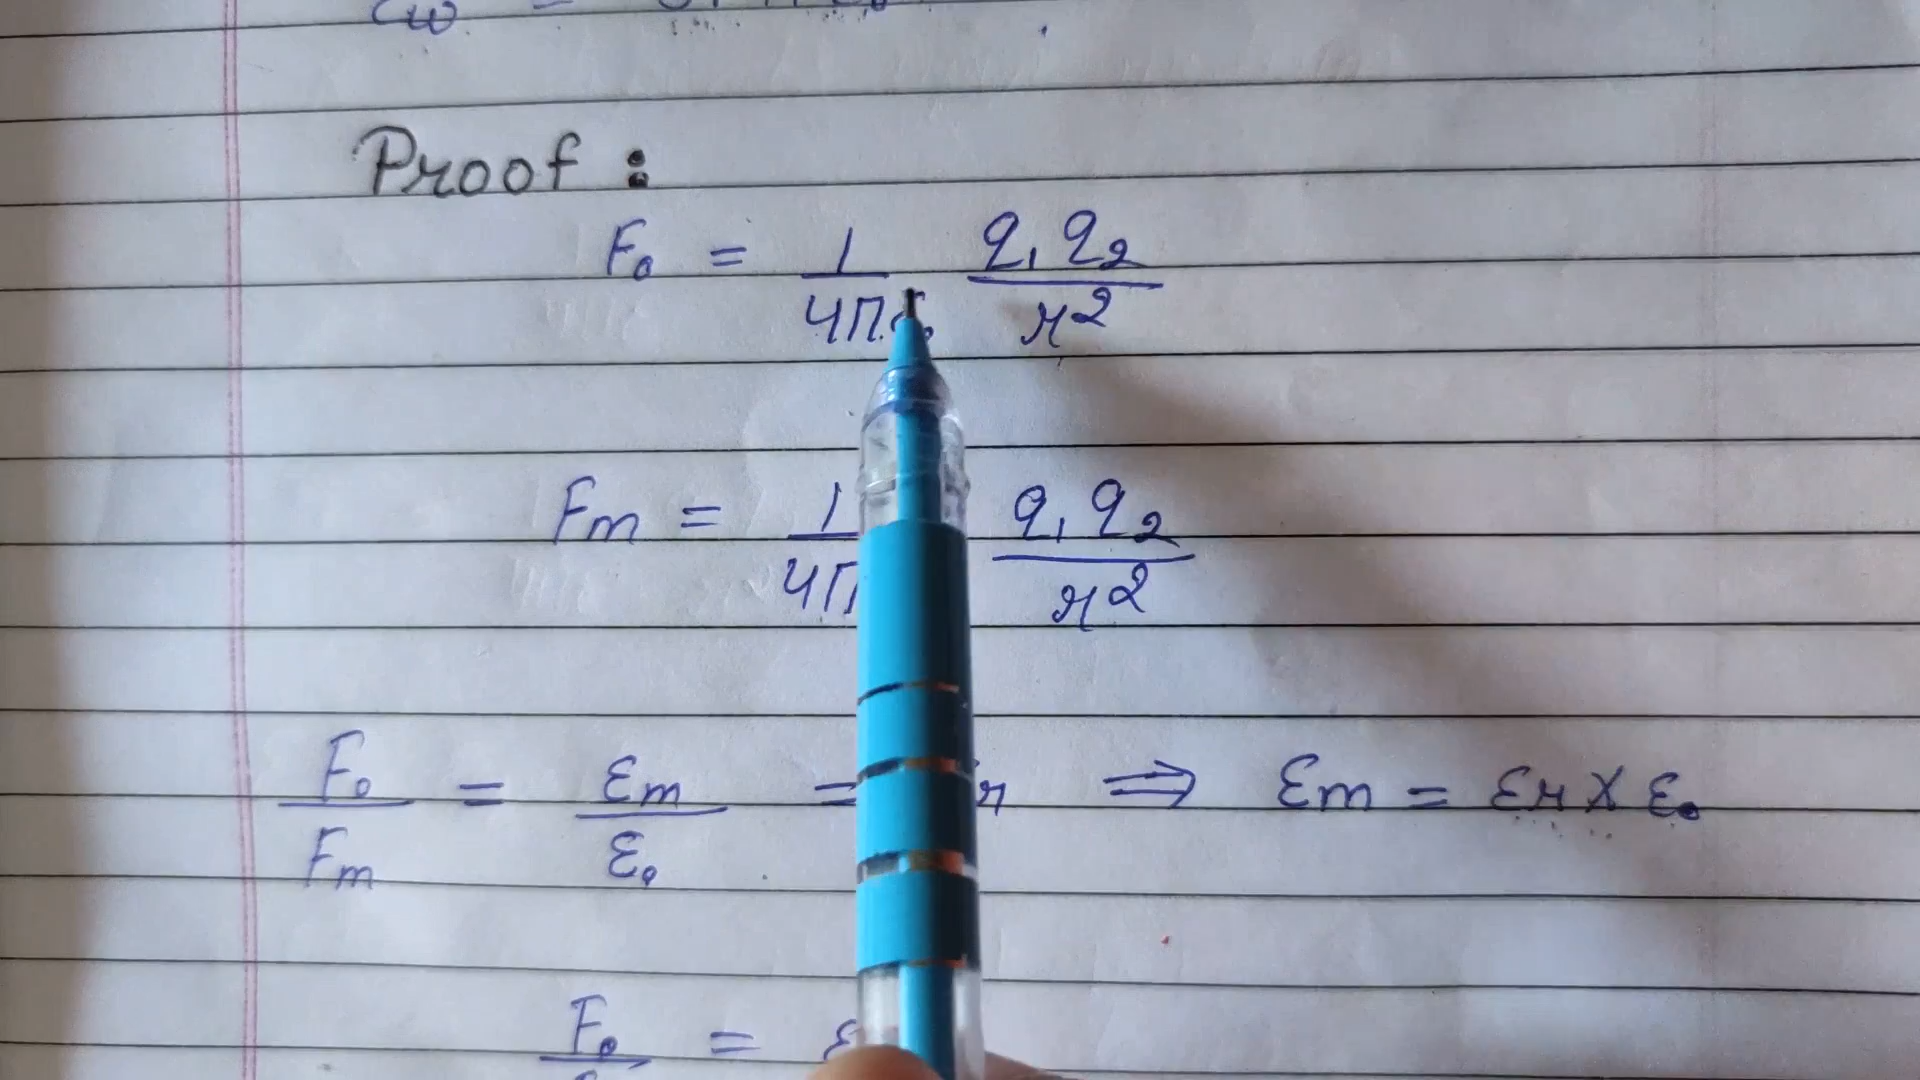 Proof :
F₀ = 1/4π q₁q₂/r²
Fm = 1/4π q₁q₂/r²
F₀/Fm = εm/ε₀ = r ⇒ εm = εr × ε₀
F₀ = ε